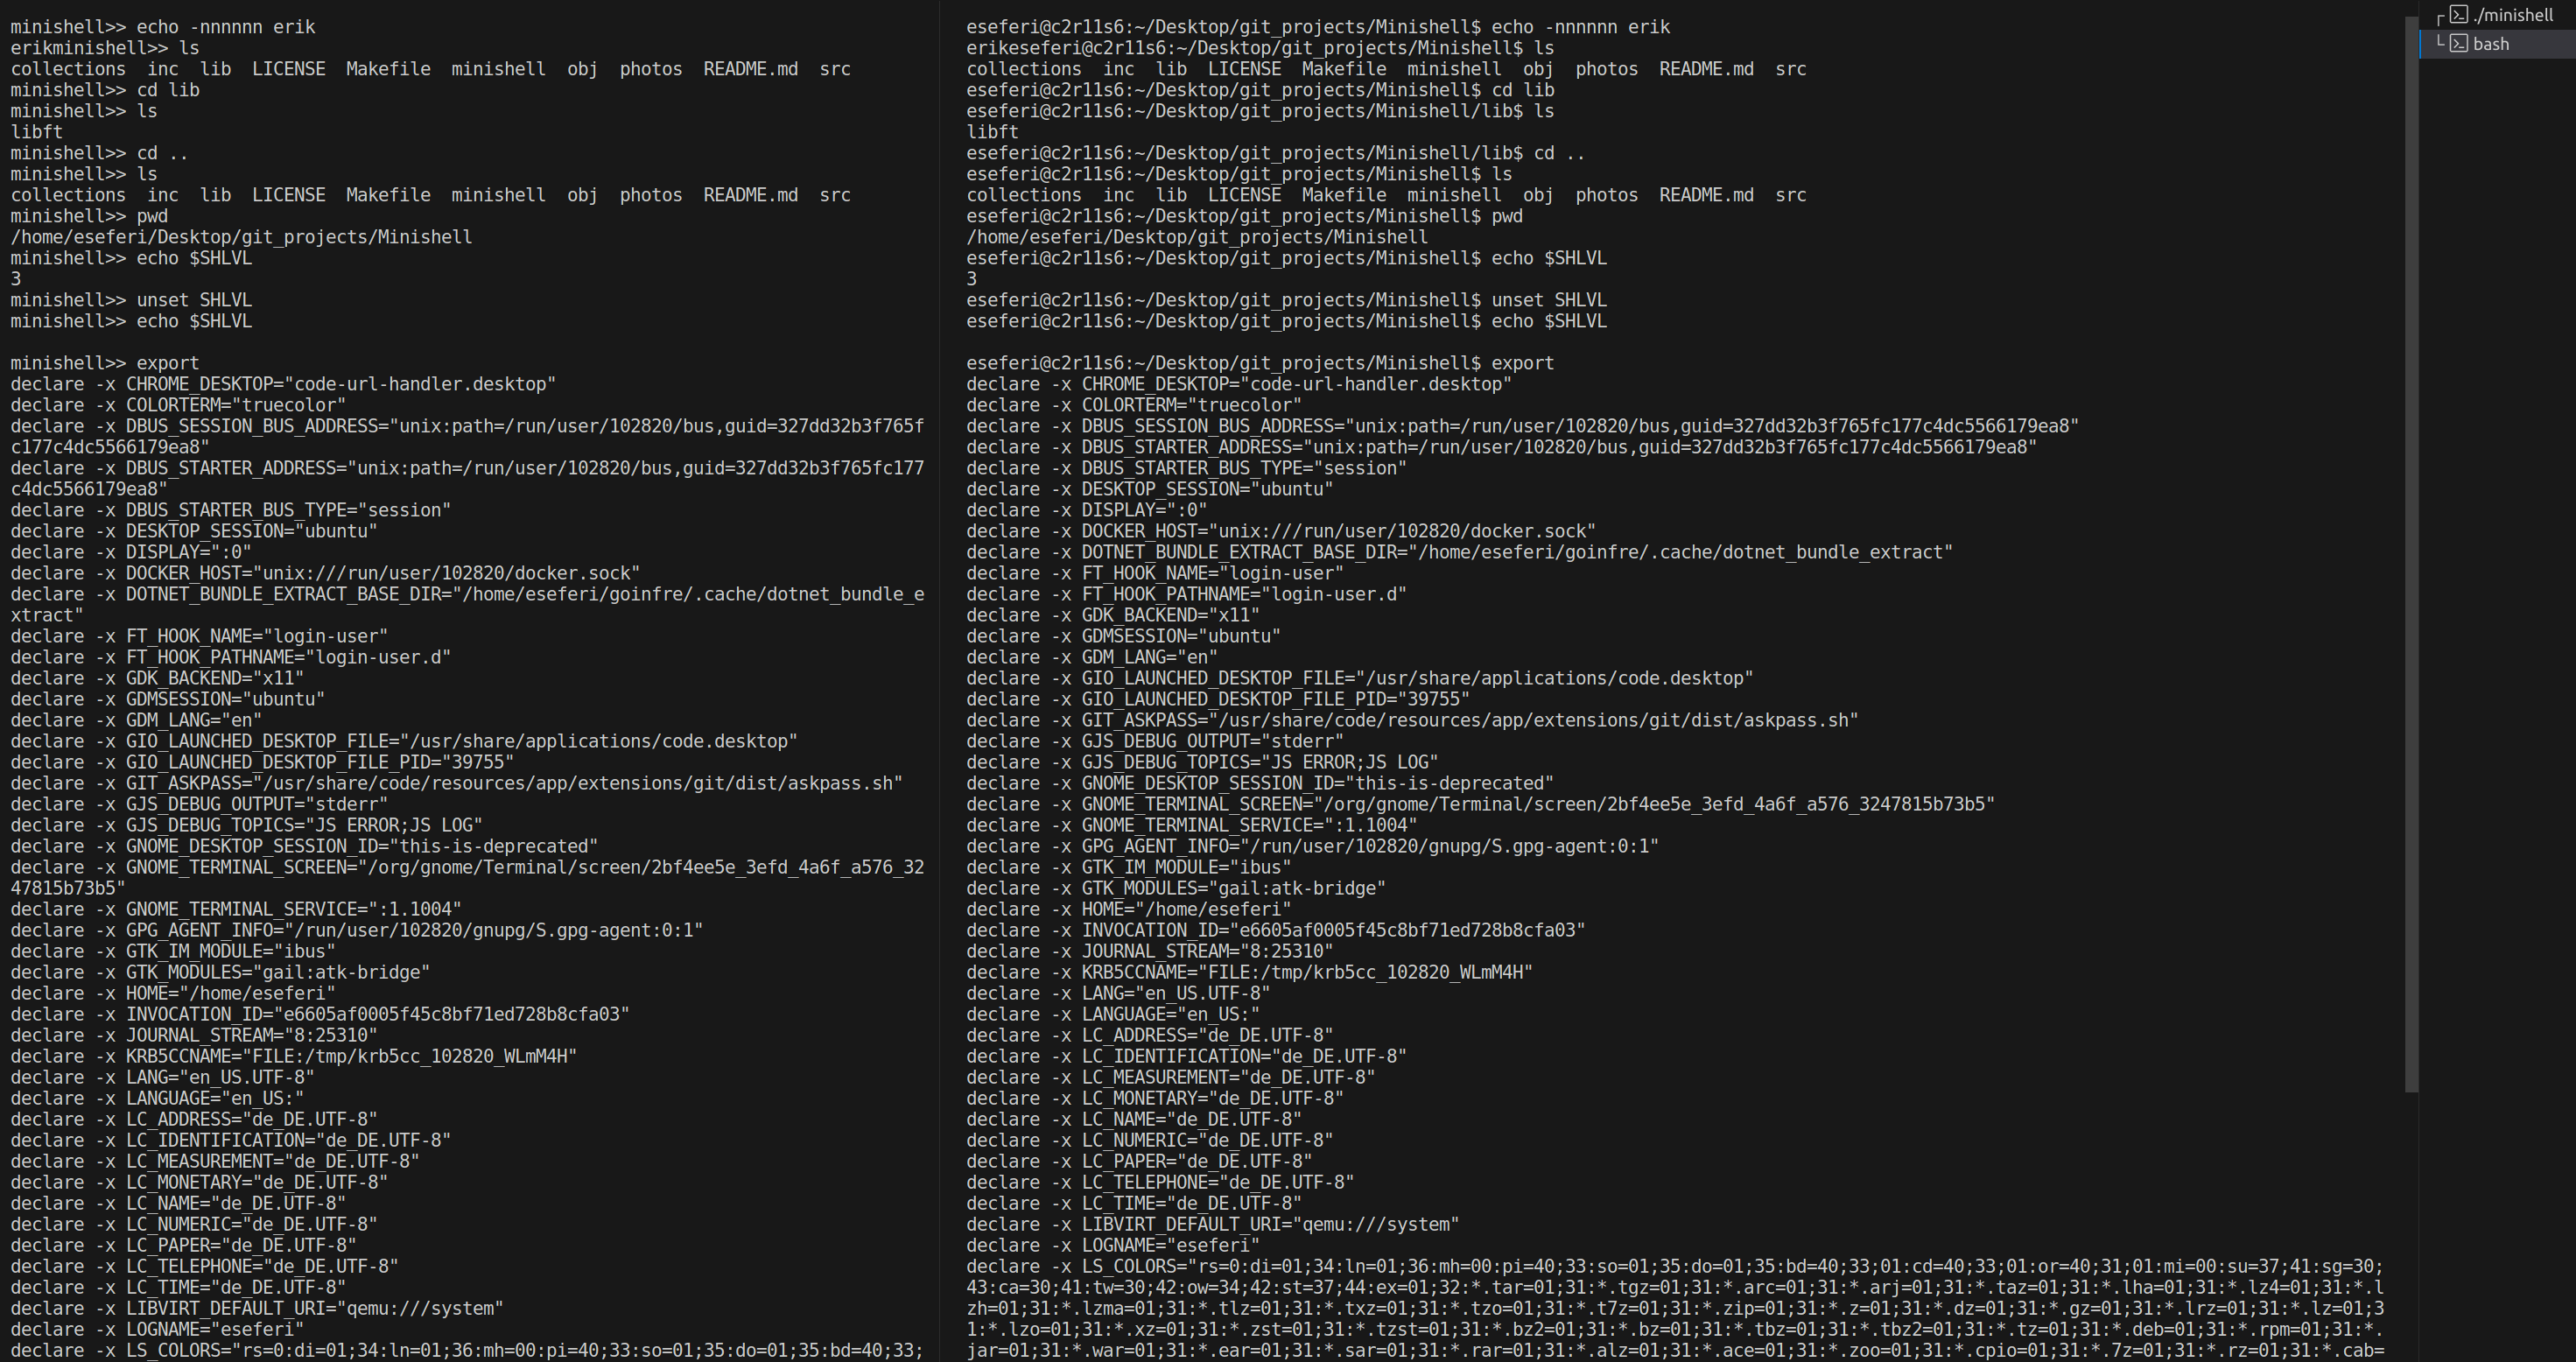 minishell>> echo -nnnnnn erik
erikminishell>> ls
collections  inc  lib  LICENSE  Makefile  minishell  obj  photos  README.md  src
minishell>> cd lib
minishell>> ls
libft
minishell>> cd ..
minishell>> ls
collections  inc  lib  LICENSE  Makefile  minishell  obj  photos  README.md  src
minishell>> pwd
/home/eseferi/Desktop/git_projects/Minishell
minishell>> echo $SHLVL
3
minishell>> unset SHLVL
minishell>> echo $SHLVL

minishell>> export
declare -x CHROME_DESKTOP="code-url-handler.desktop"
declare -x COLORTERM="truecolor"
declare -x DBUS_SESSION_BUS_ADDRESS="unix:path=/run/user/102820/bus,guid=327dd32b3f765f
c177c4dc5566179ea8"
declare -x DBUS_STARTER_ADDRESS="unix:path=/run/user/102820/bus,guid=327dd32b3f765fc177
c4dc5566179ea8"
declare -x DBUS_STARTER_BUS_TYPE="session"
declare -x DESKTOP_SESSION="ubuntu"
declare -x DISPLAY=":0"
declare -x DOCKER_HOST="unix:///run/user/102820/docker.sock"
declare -x DOTNET_BUNDLE_EXTRACT_BASE_DIR="/home/eseferi/goinfre/.cache/dotnet_bundle_e
xtract"
declare -x FT_HOOK_NAME="login-user"
declare -x FT_HOOK_PATHNAME="login-user.d"
declare -x GDK_BACKEND="x11"
declare -x GDMSESSION="ubuntu"
declare -x GDM_LANG="en"
declare -x GIO_LAUNCHED_DESKTOP_FILE="/usr/share/applications/code.desktop"
declare -x GIO_LAUNCHED_DESKTOP_FILE_PID="39755"
declare -x GIT_ASKPASS="/usr/share/code/resources/app/extensions/git/dist/askpass.sh"
declare -x GJS_DEBUG_OUTPUT="stderr"
declare -x GJS_DEBUG_TOPICS="JS ERROR;JS LOG"
declare -x GNOME_DESKTOP_SESSION_ID="this-is-deprecated"
declare -x GNOME_TERMINAL_SCREEN="/org/gnome/Terminal/screen/2bf4ee5e_3efd_4a6f_a576_32
47815b73b5"
declare -x GNOME_TERMINAL_SERVICE=":1.1004"
declare -x GPG_AGENT_INFO="/run/user/102820/gnupg/S.gpg-agent:0:1"
declare -x GTK_IM_MODULE="ibus"
declare -x GTK_MODULES="gail:atk-bridge"
declare -x HOME="/home/eseferi"
declare -x INVOCATION_ID="e6605af0005f45c8bf71ed728b8cfa03"
declare -x JOURNAL_STREAM="8:25310"
declare -x KRB5CCNAME="FILE:/tmp/krb5cc_102820_WLmM4H"
declare -x LANG="en_US.UTF-8"
declare -x LANGUAGE="en_US:"
declare -x LC_ADDRESS="de_DE.UTF-8"
declare -x LC_IDENTIFICATION="de_DE.UTF-8"
declare -x LC_MEASUREMENT="de_DE.UTF-8"
declare -x LC_MONETARY="de_DE.UTF-8"
declare -x LC_NAME="de_DE.UTF-8"
declare -x LC_NUMERIC="de_DE.UTF-8"
declare -x LC_PAPER="de_DE.UTF-8"
declare -x LC_TELEPHONE="de_DE.UTF-8"
declare -x LC_TIME="de_DE.UTF-8"
declare -x LIBVIRT_DEFAULT_URI="qemu:///system"
declare -x LOGNAME="eseferi"
declare -x LS_COLORS="rs=0:di=01;34:ln=01;36:mh=00:pi=40;33:so=01;35:do=01;35:bd=40;33;
eseferi@c2r11s6:~/Desktop/git_projects/Minishell$ echo -nnnnnn erik
erikeseferi@c2r11s6:~/Desktop/git_projects/Minishell$ ls
collections  inc  lib  LICENSE  Makefile  minishell  obj  photos  README.md  src
eseferi@c2r11s6:~/Desktop/git_projects/Minishell$ cd lib
eseferi@c2r11s6:~/Desktop/git_projects/Minishell/lib$ ls
libft
eseferi@c2r11s6:~/Desktop/git_projects/Minishell/lib$ cd ..
eseferi@c2r11s6:~/Desktop/git_projects/Minishell$ ls
collections  inc  lib  LICENSE  Makefile  minishell  obj  photos  README.md  src
eseferi@c2r11s6:~/Desktop/git_projects/Minishell$ pwd
/home/eseferi/Desktop/git_projects/Minishell
eseferi@c2r11s6:~/Desktop/git_projects/Minishell$ echo $SHLVL
3
eseferi@c2r11s6:~/Desktop/git_projects/Minishell$ unset SHLVL
eseferi@c2r11s6:~/Desktop/git_projects/Minishell$ echo $SHLVL

eseferi@c2r11s6:~/Desktop/git_projects/Minishell$ export
declare -x CHROME_DESKTOP="code-url-handler.desktop"
declare -x COLORTERM="truecolor"
declare -x DBUS_SESSION_BUS_ADDRESS="unix:path=/run/user/102820/bus,guid=327dd32b3f765fc177c4dc5566179ea8"
declare -x DBUS_STARTER_ADDRESS="unix:path=/run/user/102820/bus,guid=327dd32b3f765fc177c4dc5566179ea8"
declare -x DBUS_STARTER_BUS_TYPE="session"
declare -x DESKTOP_SESSION="ubuntu"
declare -x DISPLAY=":0"
declare -x DOCKER_HOST="unix:///run/user/102820/docker.sock"
declare -x DOTNET_BUNDLE_EXTRACT_BASE_DIR="/home/eseferi/goinfre/.cache/dotnet_bundle_extract"
declare -x FT_HOOK_NAME="login-user"
declare -x FT_HOOK_PATHNAME="login-user.d"
declare -x GDK_BACKEND="x11"
declare -x GDMSESSION="ubuntu"
declare -x GDM_LANG="en"
declare -x GIO_LAUNCHED_DESKTOP_FILE="/usr/share/applications/code.desktop"
declare -x GIO_LAUNCHED_DESKTOP_FILE_PID="39755"
declare -x GIT_ASKPASS="/usr/share/code/resources/app/extensions/git/dist/askpass.sh"
declare -x GJS_DEBUG_OUTPUT="stderr"
declare -x GJS_DEBUG_TOPICS="JS ERROR;JS LOG"
declare -x GNOME_DESKTOP_SESSION_ID="this-is-deprecated"
declare -x GNOME_TERMINAL_SCREEN="/org/gnome/Terminal/screen/2bf4ee5e_3efd_4a6f_a576_3247815b73b5"
declare -x GNOME_TERMINAL_SERVICE=":1.1004"
declare -x GPG_AGENT_INFO="/run/user/102820/gnupg/S.gpg-agent:0:1"
declare -x GTK_IM_MODULE="ibus"
declare -x GTK_MODULES="gail:atk-bridge"
declare -x HOME="/home/eseferi"
declare -x INVOCATION_ID="e6605af0005f45c8bf71ed728b8cfa03"
declare -x JOURNAL_STREAM="8:25310"
declare -x KRB5CCNAME="FILE:/tmp/krb5cc_102820_WLmM4H"
declare -x LANG="en_US.UTF-8"
declare -x LANGUAGE="en_US:"
declare -x LC_ADDRESS="de_DE.UTF-8"
declare -x LC_IDENTIFICATION="de_DE.UTF-8"
declare -x LC_MEASUREMENT="de_DE.UTF-8"
declare -x LC_MONETARY="de_DE.UTF-8"
declare -x LC_NAME="de_DE.UTF-8"
declare -x LC_NUMERIC="de_DE.UTF-8"
declare -x LC_PAPER="de_DE.UTF-8"
declare -x LC_TELEPHONE="de_DE.UTF-8"
declare -x LC_TIME="de_DE.UTF-8"
declare -x LIBVIRT_DEFAULT_URI="qemu:///system"
declare -x LOGNAME="eseferi"
declare -x LS_COLORS="rs=0:di=01;34:ln=01;36:mh=00:pi=40;33:so=01;35:do=01;35:bd=40;33;01:cd=40;33;01:or=40;31;01:mi=00:su=37;41:sg=30;
43:ca=30;41:tw=30;42:ow=34;42:st=37;44:ex=01;32:*.tar=01;31:*.tgz=01;31:*.arc=01;31:*.arj=01;31:*.taz=01;31:*.lha=01;31:*.lz4=01;31:*.l
zh=01;31:*.lzma=01;31:*.tlz=01;31:*.txz=01;31:*.tzo=01;31:*.t7z=01;31:*.zip=01;31:*.z=01;31:*.dz=01;31:*.gz=01;31:*.lrz=01;31:*.lz=01;3
1:*.lzo=01;31:*.xz=01;31:*.zst=01;31:*.tzst=01;31:*.bz2=01;31:*.bz=01;31:*.tbz=01;31:*.tbz2=01;31:*.tz=01;31:*.deb=01;31:*.rpm=01;31:*.
jar=01;31:*.war=01;31:*.ear=01;31:*.sar=01;31:*.rar=01;31:*.alz=01;31:*.ace=01;31:*.zoo=01;31:*.cpio=01;31:*.7z=01;31:*.rz=01;31:*.cab=
./minishell
bash